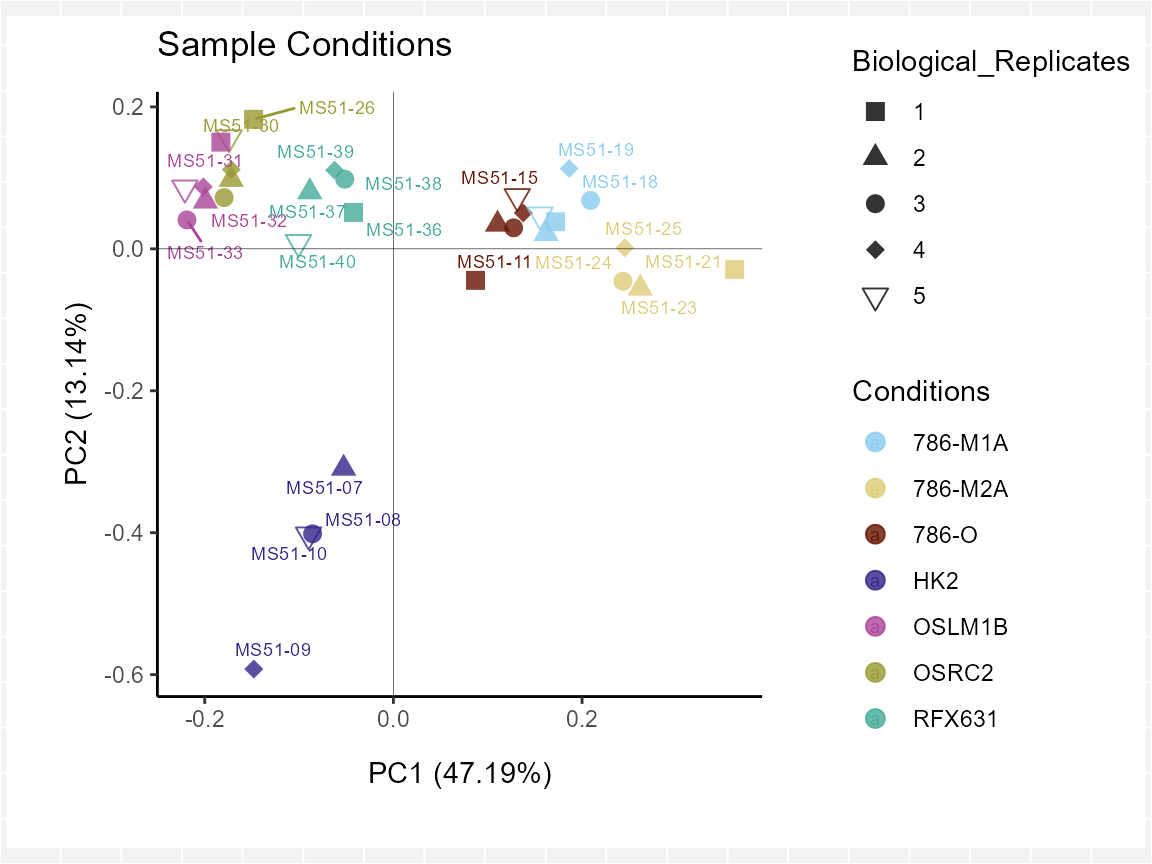 Sample Conditions
0.2
0.0
-0.2
-0.4
-0.6
PC2 (13.14%)
MS51-26
MS51-30
MS51-31
MS51-32
MS51-33
MS51-39
MS51-38
MS51-37
MS51-36
MS51-40
MS51-19
MS51-15
MS51-18
MS51-25
MS51-11
MS51-24
MS51-21
MS51-23
MS51-07
MS51-08
MS51-10
MS51-09
-0.2
0.0
0.2
PC1 (47.19%)
Biological_Replicates
1
2
3
4
5
Conditions
a 786-M1A
a 786-M2A
a 786-O
a HK2
a OSLM1B
a OSRC2
a RFX631